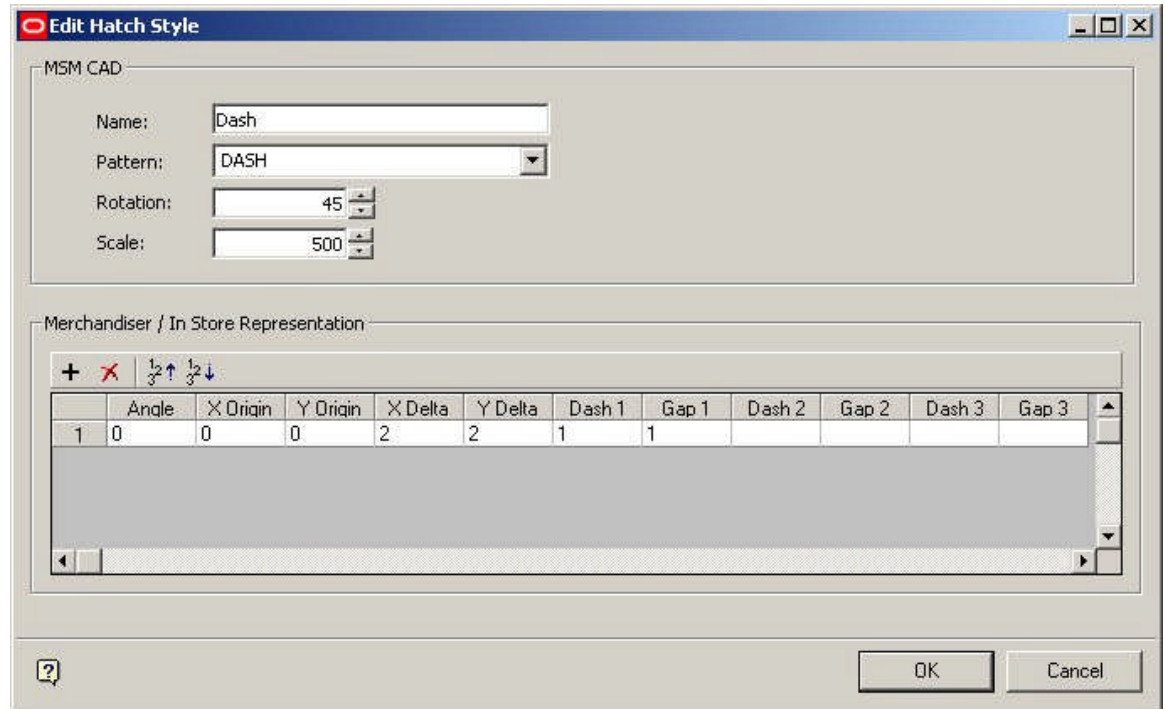 Edit Hatch Style
MSM CAD
Name: Dash
Pattern: DASH
Rotation: 45
Scale: 500
Merchandiser / In Store Representation
Angle X Origin Y Origin X Delta Y Delta Dash 1 Gap 1 Dash 2 Gap 2 Dash 3 Gap 3
1 0 0 0 2 2 1 1
OK Cancel